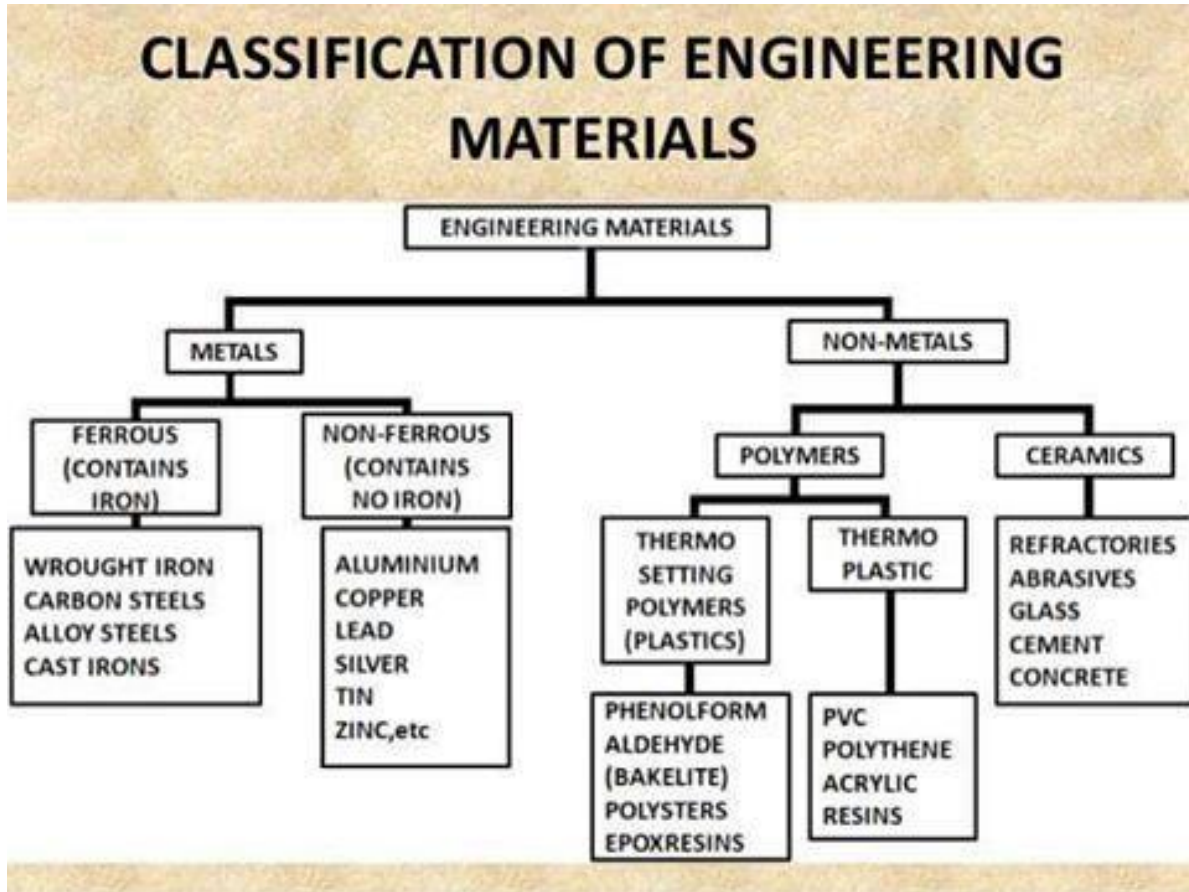 CLASSIFICATION OF ENGINEERING
MATERIALS
ENGINEERING MATERIALS
METALS
NON-METALS
FERROUS
(CONTAINS
IRON)
NON-FERROUS
(CONTAINS
NO IRON)
POLYMERS
CERAMICS
WROUGHT IRON
CARBON STEELS
ALLOY STEELS
CAST IRONS
ALUMINIUM
COPPER
LEAD
SILVER
TIN
ZINC,etc
THERMO
SETTING
POLYMERS
(PLASTICS)
THERMO
PLASTIC
REFRACTORIES
ABRASIVES
GLASS
CEMENT
CONCRETE
PHENOLFORM
ALDEHYDE
(BAKELITE)
POLYSTERS
EPOXRESINS
PVC
POLYTHENE
ACRYLIC
RESINS